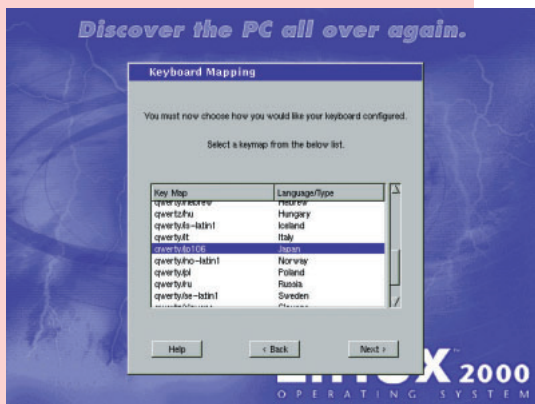 Discover the PC all over again.
Keyboard Mapping
You must now choose how you would like your keyboard configured.
Select a keymap from the below list.
Key Map Language/Type
qwerty/hebrew Hebrew
qwertz/hu Hungary
qwerty/is-latin1 Iceland
qwerty/it Italy
qwerty/jp106 Japan
qwerty/no-latin1 Norway
qwerty/pl Poland
qwerty/ru Russia
qwerty/se-latin1 Sweden
Help < Back Next >
2000
OPERATING SYSTEM